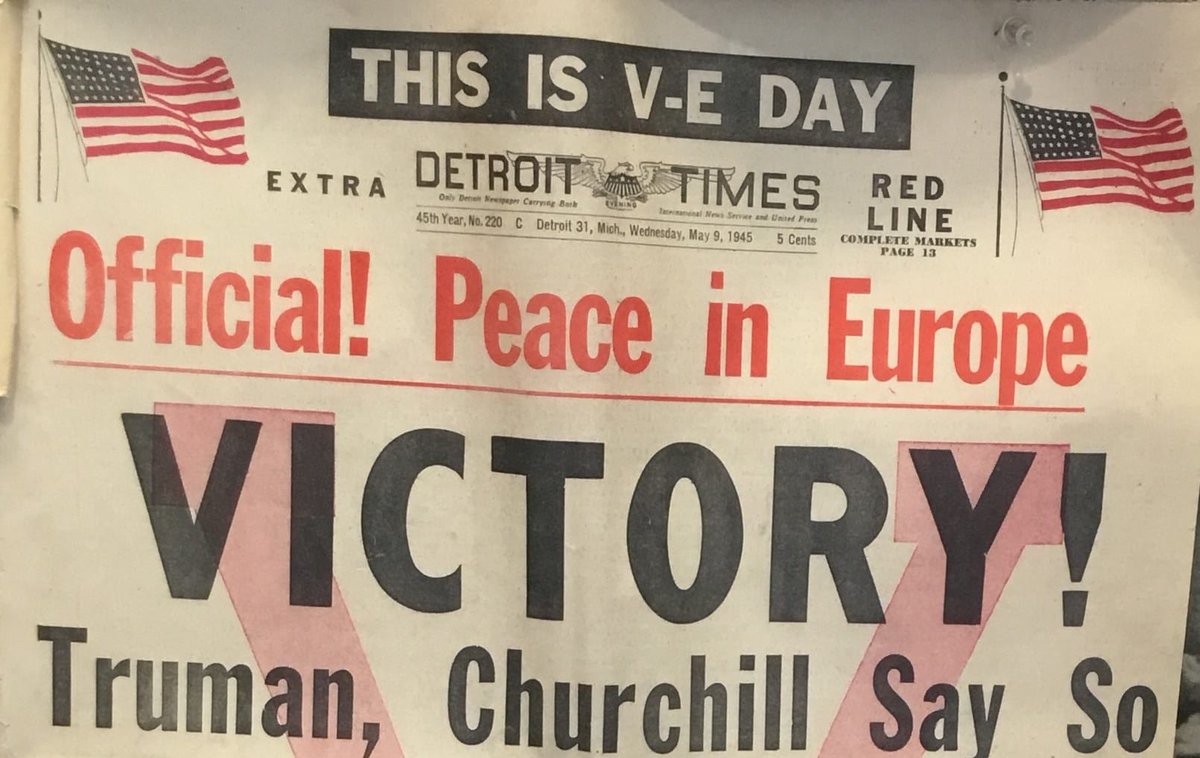 THIS IS V-E DAY
EXTRA
DETROIT TIMES
EVENING
Only Detroit Newspaper Carrying Both International News Service and United Press
45th Year, No. 220 C Detroit 31, Mich., Wednesday, May 9, 1945 5 Cents
RED
LINE
COMPLETE MARKETS
PAGE 13
Official! Peace in Europe
VICTORY!
Truman, Churchill Say So